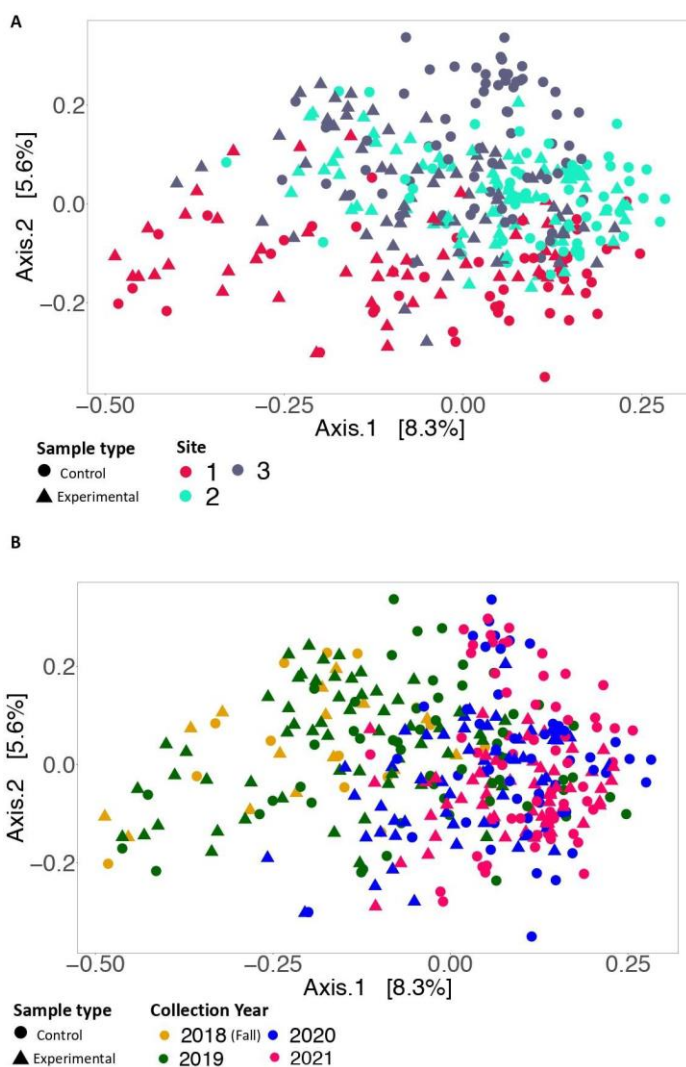 A
Axis.2 [5.6%]
0.2
0.0
−0.2
−0.50 −0.25 0.00 0.25
Axis.1 [8.3%]
Sample type Site
Control 1 3
Experimental 2
B
Axis.2 [5.6%]
0.2
0.0
−0.2
−0.50 −0.25 0.00 0.25
Axis.1 [8.3%]
Sample type Collection Year
Control 2018 (Fall) 2020
Experimental 2019 2021